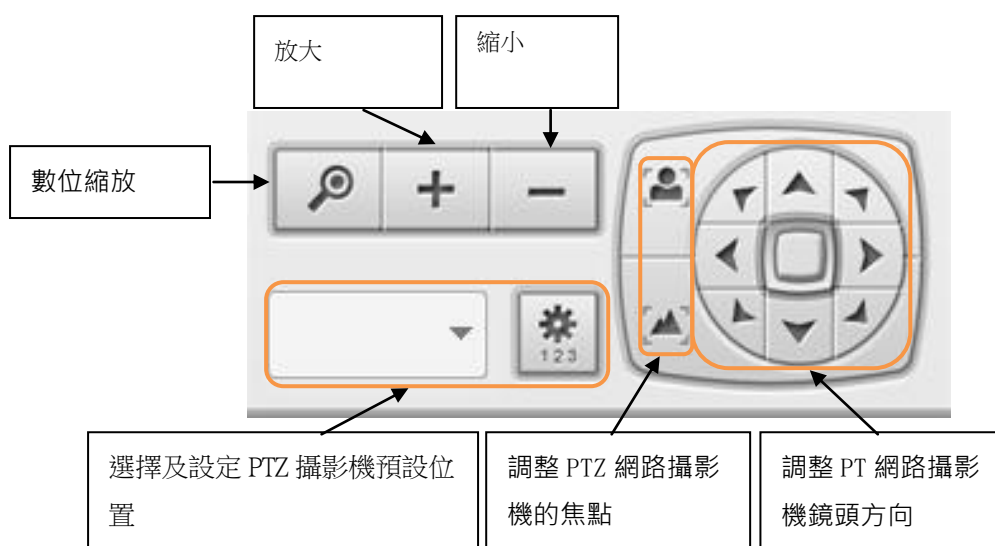 放大
縮小
數位縮放
123
選擇及設定 PTZ 攝影機預設位
置
調整 PTZ 網路攝影
機的焦點
調整 PT 網路攝影
機鏡頭方向